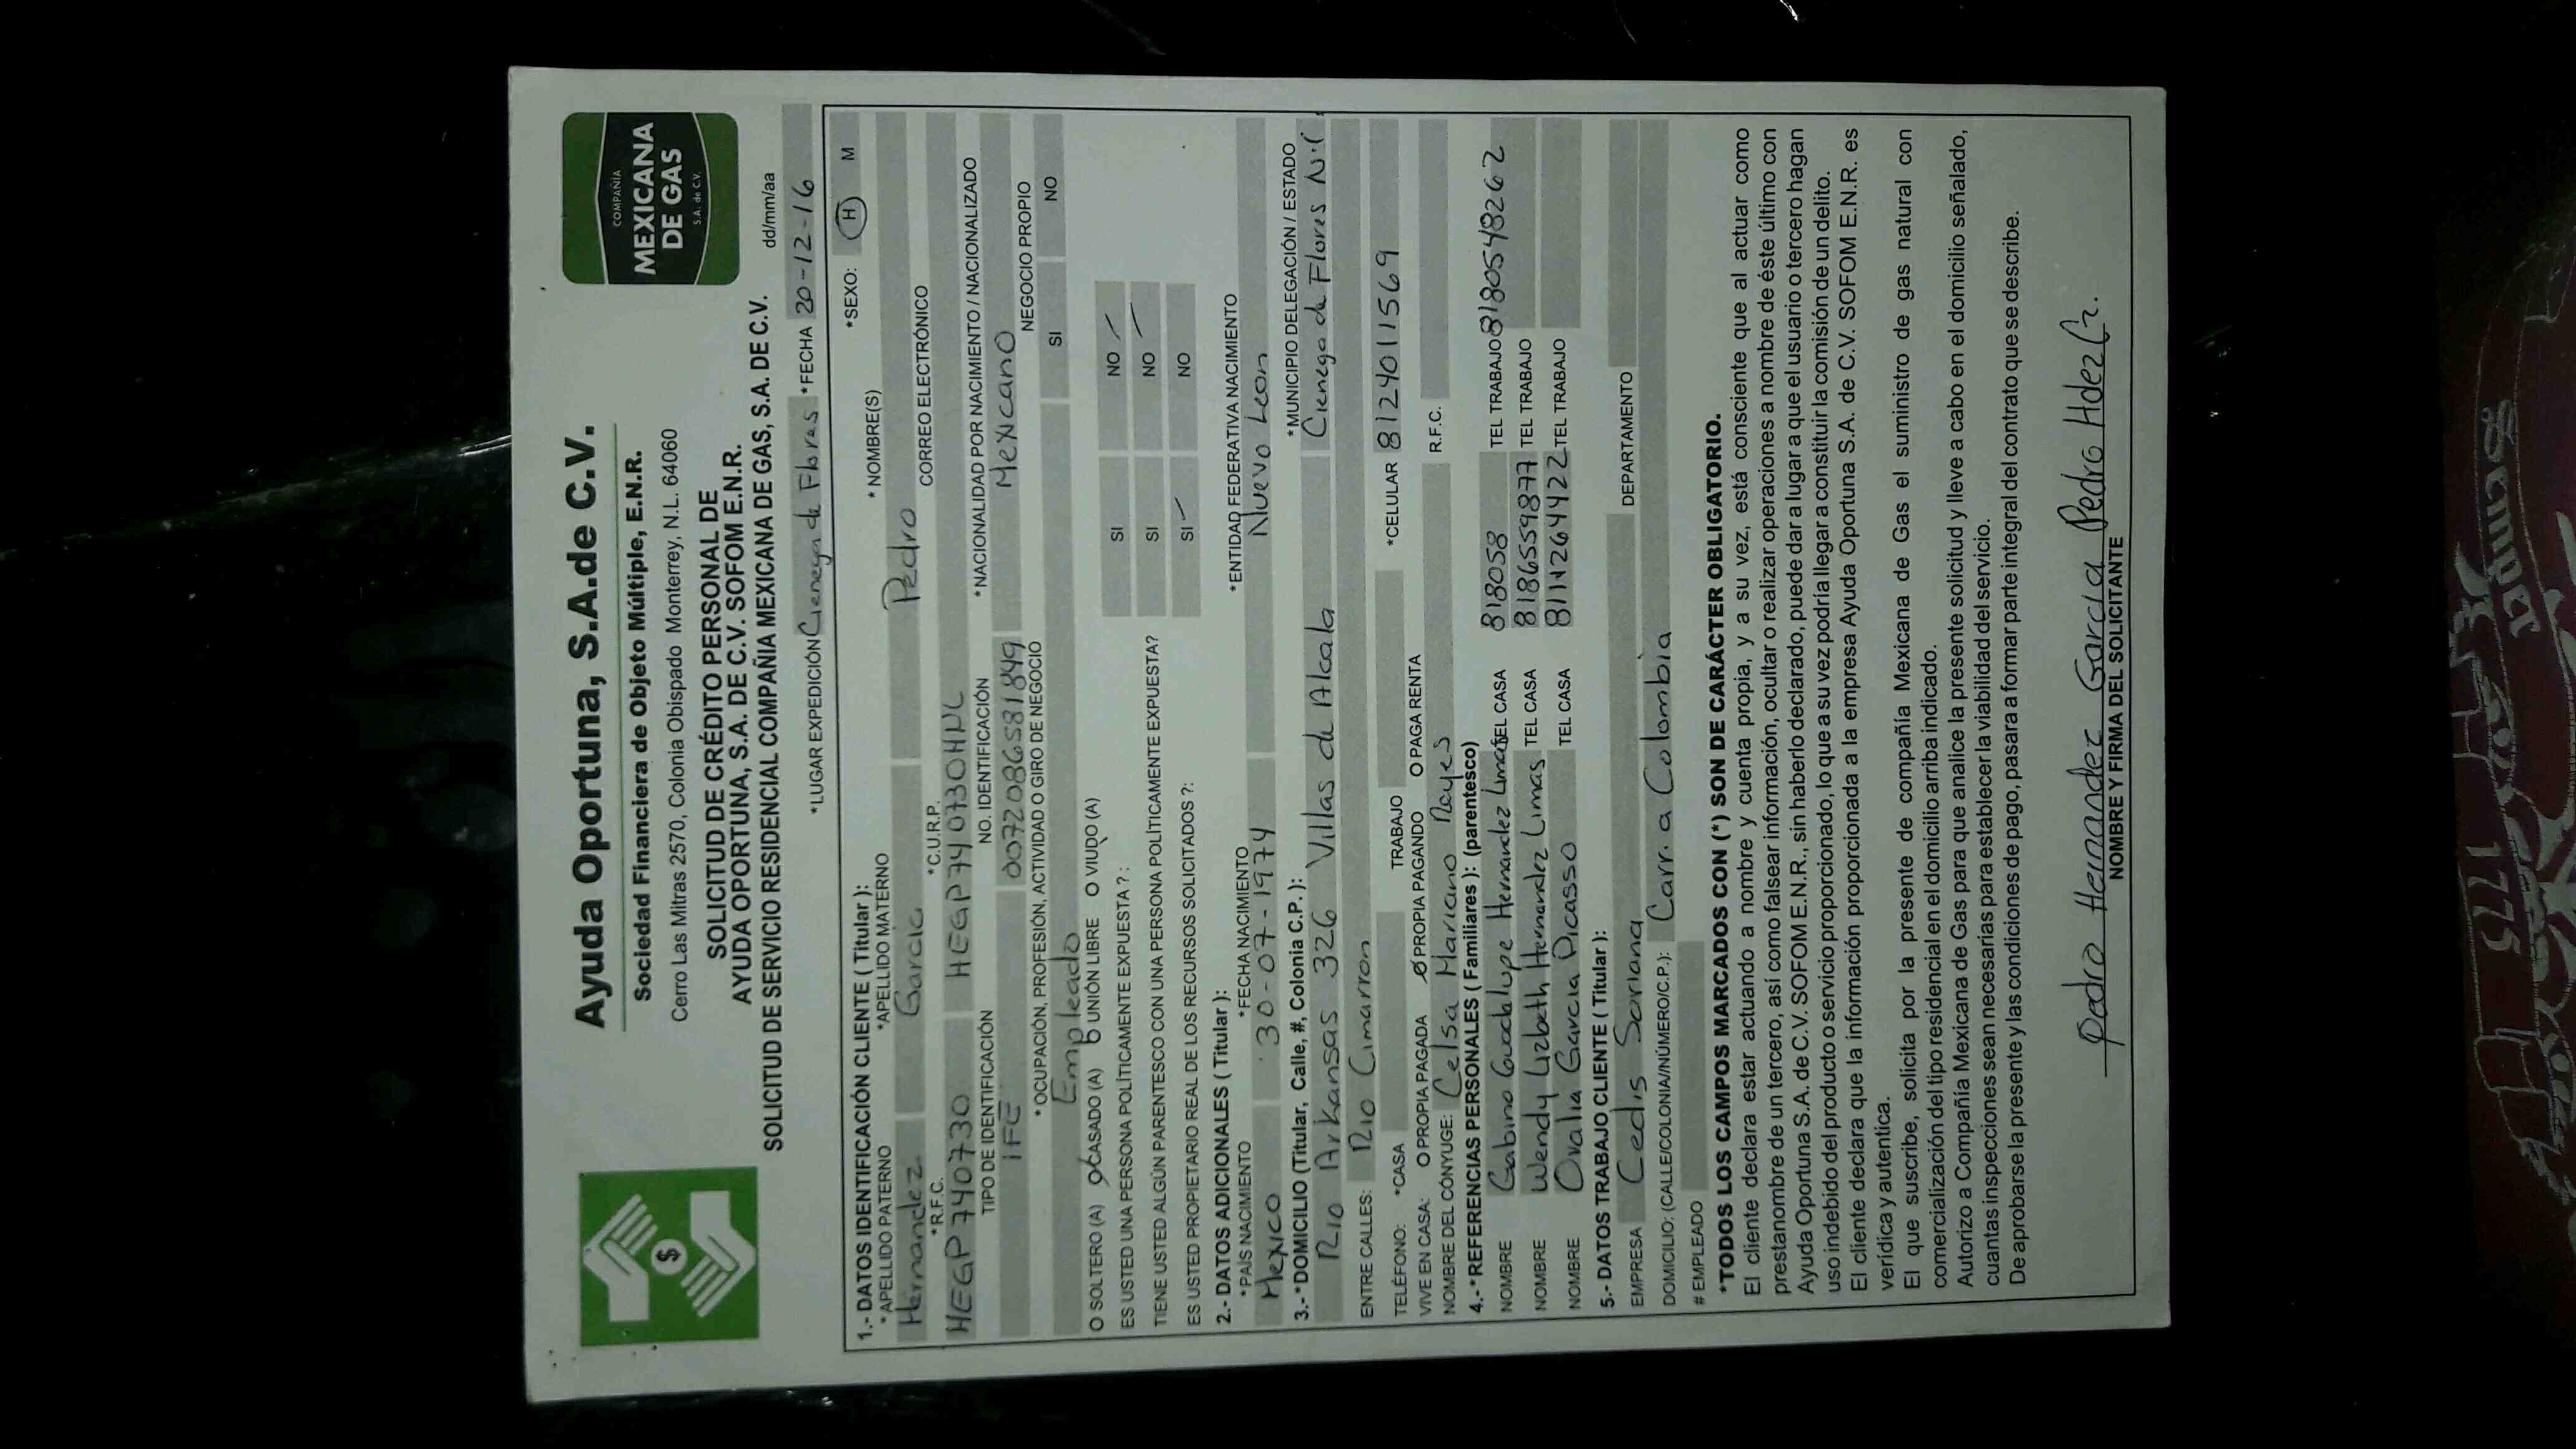 Ayuda Oportuna, S.A.de C.V.
Sociedad Financiera de Objeto Múltiple, E.N.R.
Cerro Las Mitras 2570, Colonia Obispado Monterrey, N.L. 64060
COMPAÑÍA
MEXICANA
DE GAS
S.A. de C.V.
SOLICITUD DE CRÉDITO PERSONAL DE
AYUDA OPORTUNA, S.A. DE C.V. SOFOM E.N.R.
SOLICITUD DE SERVICIO RESIDENCIAL COMPAÑIA MEXICANA DE GAS, S.A. DE C.V.
dd/mm/aa
*LUGAR EXPEDICIÓN Cienega de Flores *FECHA 20-12-16
1.- DATOS IDENTIFICACIÓN CLIENTE ( Titular ): *SEXO: H M
* APELLIDO PATERNO *APELLIDO MATERNO * NOMBRE(S)
Hernandez Garcia Pedro
*R.F.C. *C.U.R.P. CORREO ELECTRÓNICO
HEGP740730 HEGP740730HNL
TIPO DE IDENTIFICACIÓN NO. IDENTIFICACIÓN *NACIONALIDAD POR NACIMIENTO / NACIONALIZADO
IFE 0072086581849 Mexicano
* OCUPACIÓN, PROFESIÓN, ACTIVIDAD O GIRO DE NEGOCIO NEGOCIO PROPIO
Empleado SI NO
O SOLTERO (A) O CASADO (A) O UNIÓN LIBRE O VIUDO (A)
ES USTED UNA PERSONA POLÍTICAMENTE EXPUESTA ? : SI NO
TIENE USTED ALGÚN PARENTESCO CON UNA PERSONA POLÍTICAMENTE EXPUESTA? SI NO
ES USTED PROPIETARIO REAL DE LOS RECURSOS SOLICITADOS ?: SI NO
2.- DATOS ADICIONALES ( Titular ):
*PAÍS NACIMIENTO *FECHA NACIMIENTO *ENTIDAD FEDERATIVA NACIMIENTO
Mexico 30-07-1974 Nuevo Leon
3.- *DOMICILIO (Titular, Calle, #, Colonia C.P. ): *MUNICIPIO DELEGACIÓN / ESTADO
Rio Arkansas 326 Villas de Alcala Cienega de Flores N.L
ENTRE CALLES: Rio Cimarron
TELÉFONO: *CASA TRABAJO *CELULAR 8124011569
VIVE EN CASA: O PROPIA PAGADA O PROPIA PAGANDO O PAGA RENTA
NOMBRE DEL CÓNYUGE: Celsa Mariano Reyes R.F.C.
4.- *REFERENCIAS PERSONALES ( Familiares ): (parentesco)
NOMBRE Gabino Guadalupe Hernandez Limas TEL CASA 818058 TEL TRABAJO 8180548262
NOMBRE Wendy Lizbeth Hernandez Limas TEL CASA 8186559877 TEL TRABAJO
NOMBRE Ovalia Garcia Picasso TEL CASA 811264422 TEL TRABAJO
5.- DATOS TRABAJO CLIENTE ( Titular ):
EMPRESA Cedis Soriana DEPARTAMENTO
DOMICILIO: (CALLE/COLONIA//NÚMERO/C.P.): Carr. a Colombia
# EMPLEADO
*TODOS LOS CAMPOS MARCADOS CON (*) SON DE CARÁCTER OBLIGATORIO.
El cliente declara estar actuando a nombre y cuenta propia, y a su vez, está consciente que al actuar como
prestanombre de un tercero, así como falsear información, ocultar o realizar operaciones a nombre de éste último con
Ayuda Oportuna S.A. de C.V. SOFOM E.N.R., sin haberlo declarado, puede dar a lugar a que el usuario o tercero hagan
uso indebido del producto o servicio proporcionado, lo que a su vez podría llegar a constituir la comisión de un delito.
El cliente declara que la información proporcionada a la empresa Ayuda Oportuna S.A. de C.V. SOFOM E.N.R. es
verídica y autentica.
El que suscribe, solicita por la presente de compañía Mexicana de Gas el suministro de gas natural con
comercialización del tipo residencial en el domicilio arriba indicado.
Autorizo a Compañía Mexicana de Gas para que analice la presente solicitud y lleve a cabo en el domicilio señalado,
cuantas inspecciones sean necesarias para establecer la viabilidad del servicio.
De aprobarse la presente y las condiciones de pago, pasara a formar parte integral del contrato que se describe.
Pedro Hernandez Garcia Pedro Hdez G.
NOMBRE Y FIRMA DEL SOLICITANTE